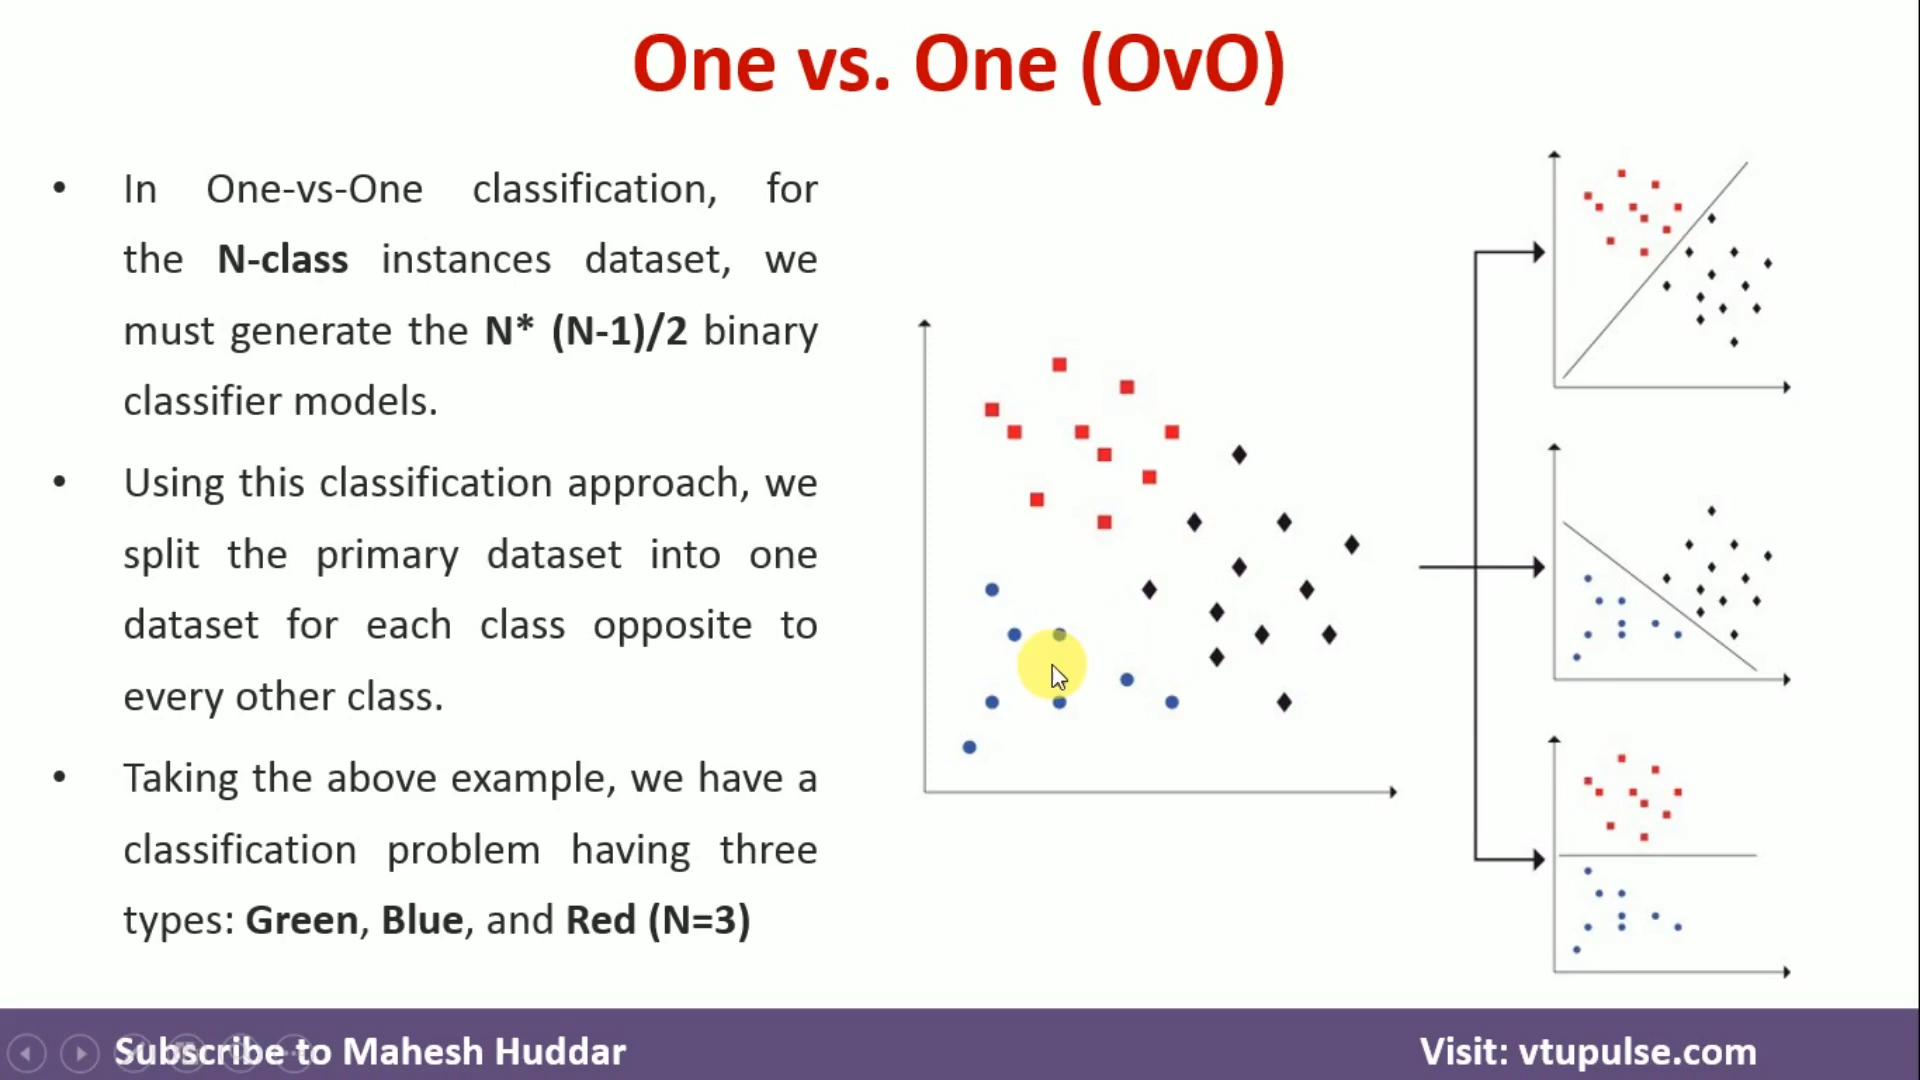 One vs. One (OvO)
• In One-vs-One classification, for
the N-class instances dataset, we
must generate the N* (N-1)/2 binary
classifier models.
• Using this classification approach, we
split the primary dataset into one
dataset for each class opposite to
every other class.
• Taking the above example, we have a
classification problem having three
types: Green, Blue, and Red (N=3)
Subscribe to Mahesh Huddar
Visit: vtupulse.com